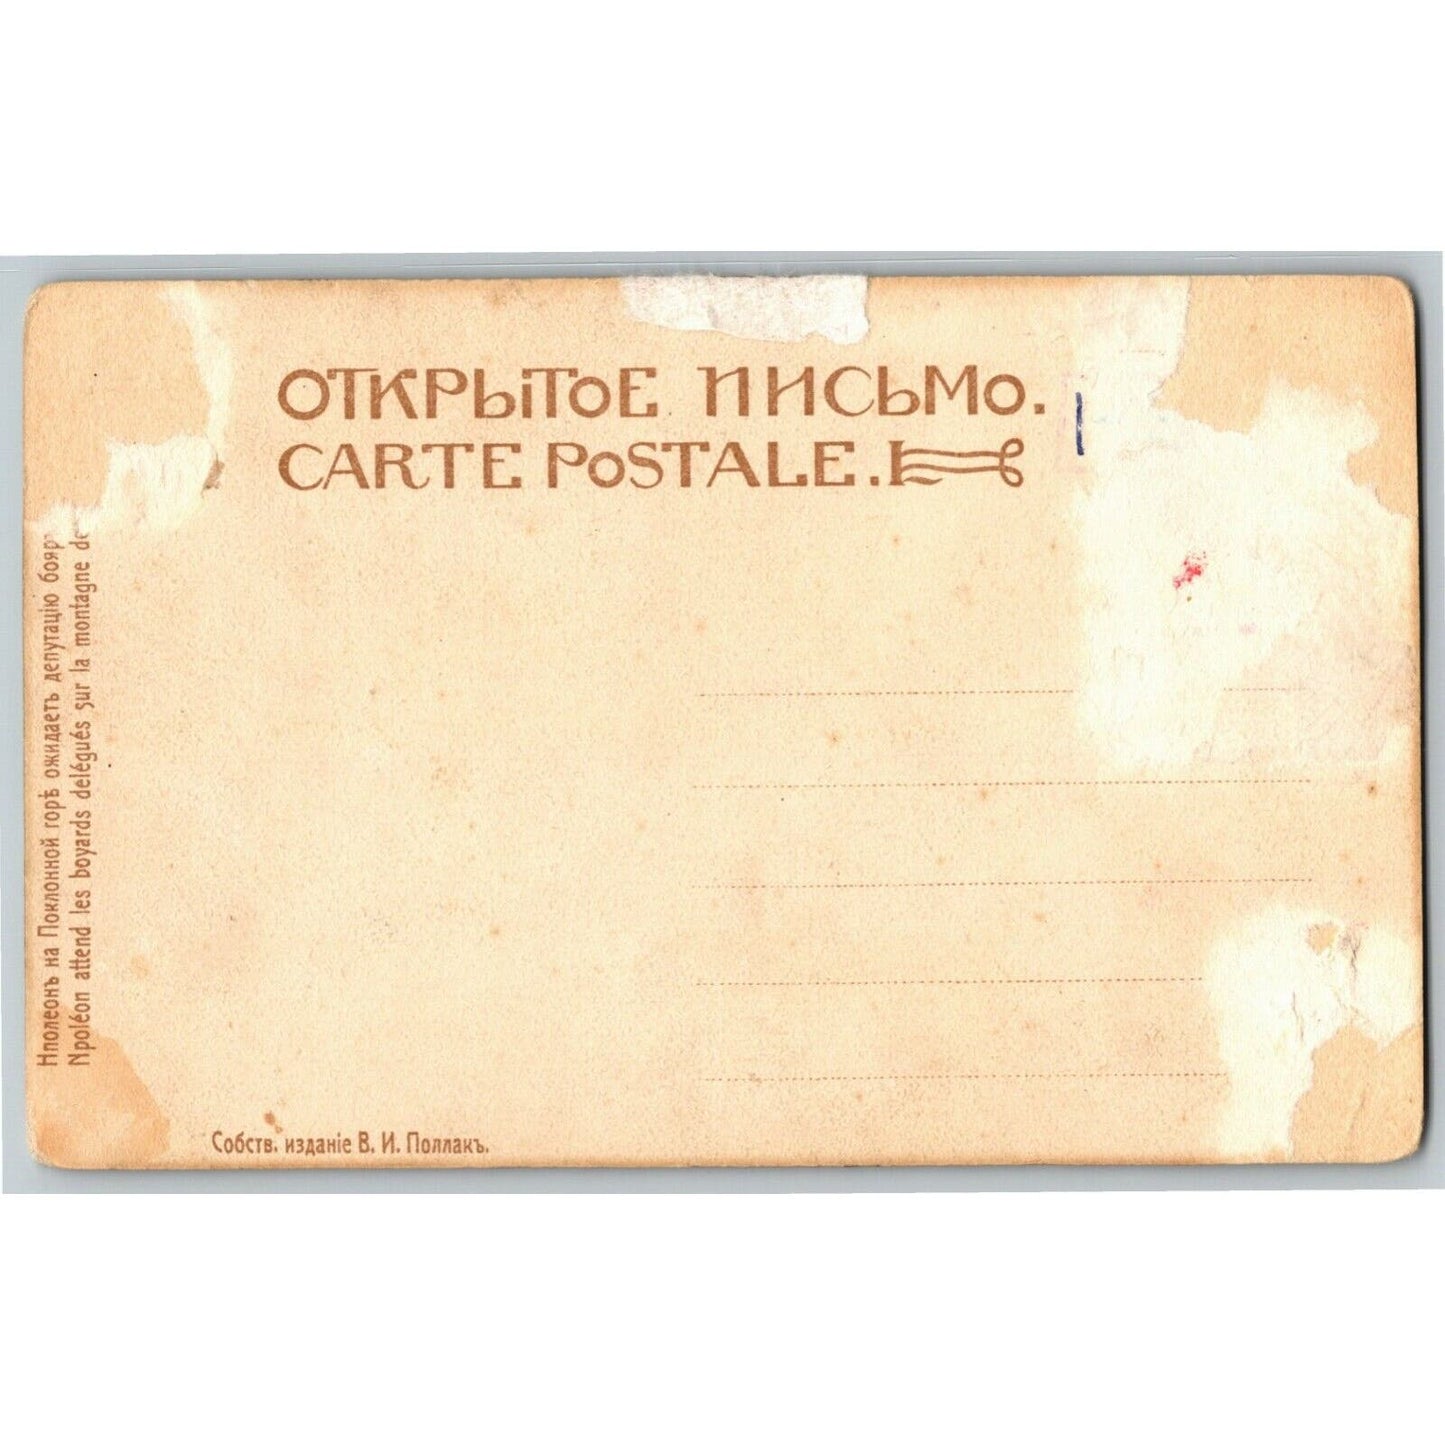 ОТКРЫТОЕ ПИСЬМО.
CARTE POSTALE.
Нполеонъ на Поклонной горѣ ожидаетъ депутацію бояр
Npoléon attend les boyards delégués sur la montagne de
Собств. изданіе В. И. Поллакъ.